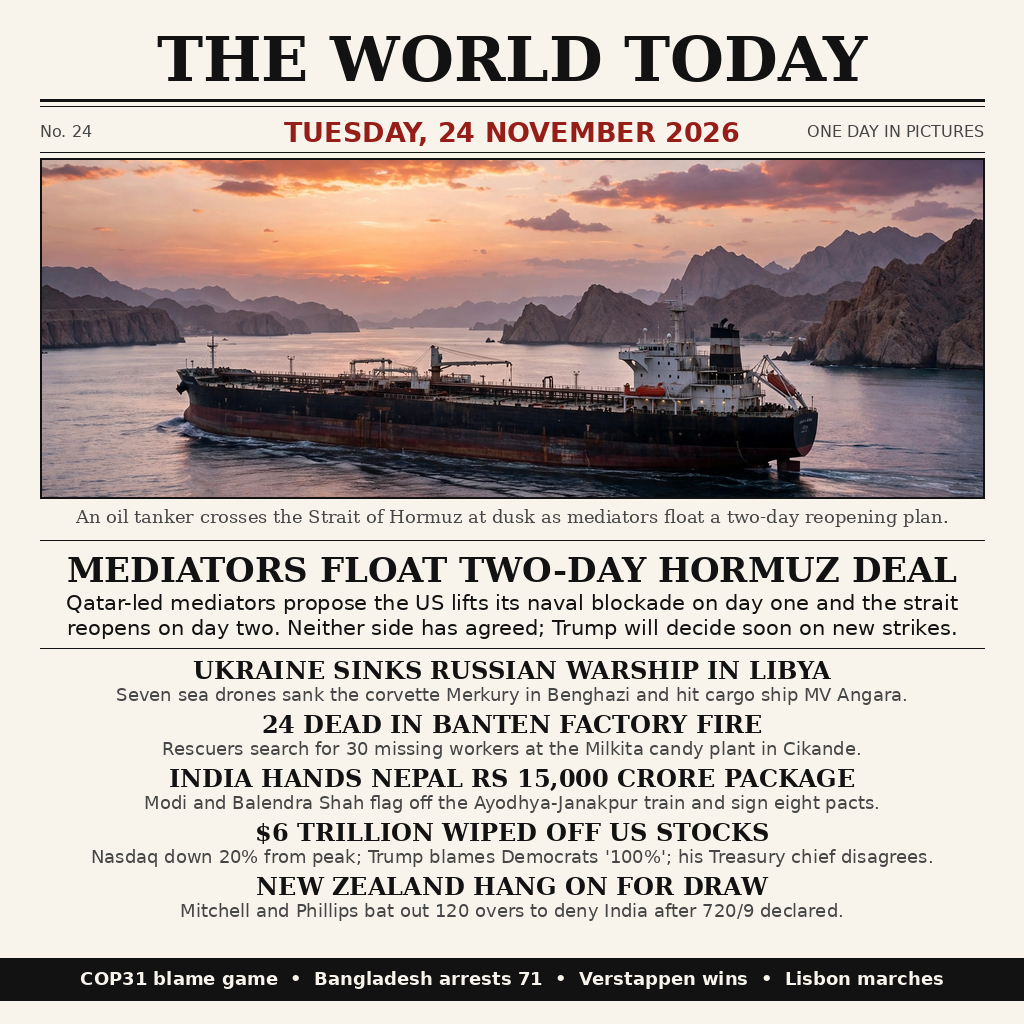 THE WORLD TODAY
No. 24
TUESDAY, 24 NOVEMBER 2026
ONE DAY IN PICTURES
An oil tanker crosses the Strait of Hormuz at dusk as mediators float a two-day reopening plan.
MEDIATORS FLOAT TWO-DAY HORMUZ DEAL
Qatar-led mediators propose the US lifts its naval blockade on day one and the strait
reopens on day two. Neither side has agreed; Trump will decide soon on new strikes.
UKRAINE SINKS RUSSIAN WARSHIP IN LIBYA
Seven sea drones sank the corvette Merkury in Benghazi and hit cargo ship MV Angara.
24 DEAD IN BANTEN FACTORY FIRE
Rescuers search for 30 missing workers at the Milkita candy plant in Cikande.
INDIA HANDS NEPAL RS 15,000 CRORE PACKAGE
Modi and Balendra Shah flag off the Ayodhya-Janakpur train and sign eight pacts.
$6 TRILLION WIPED OFF US STOCKS
Nasdaq down 20% from peak; Trump blames Democrats '100%'; his Treasury chief disagrees.
NEW ZEALAND HANG ON FOR DRAW
Mitchell and Phillips bat out 120 overs to deny India after 720/9 declared.
COP31 blame game • Bangladesh arrests 71 • Verstappen wins • Lisbon marches